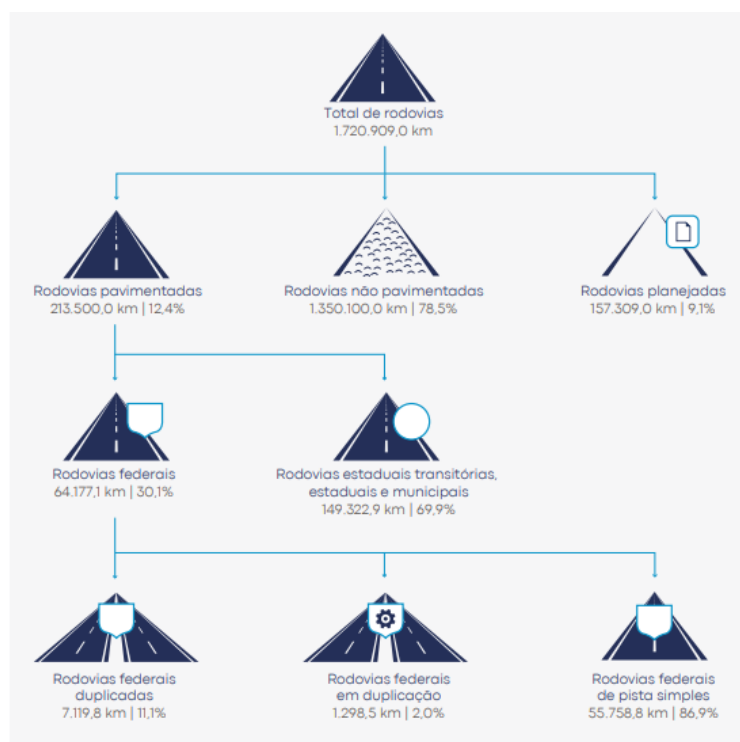 Total de rodovias
1.720.909,0 km
Rodovias pavimentadas
213.500,0 km | 12,4%
Rodovias não pavimentadas
1.350.100,0 km | 78,5%
Rodovias planejadas
157.309,0 km | 9,1%
Rodovias federais
64.177,1 km | 30,1%
Rodovias estaduais transitórias,
estaduais e municipais
149.322,9 km | 69,9%
Rodovias federais
duplicadas
7.119,8 km | 11,1%
Rodovias federais
em duplicação
1.298,5 km | 2,0%
Rodovias federais
de pista simples
55.758,8 km | 86,9%